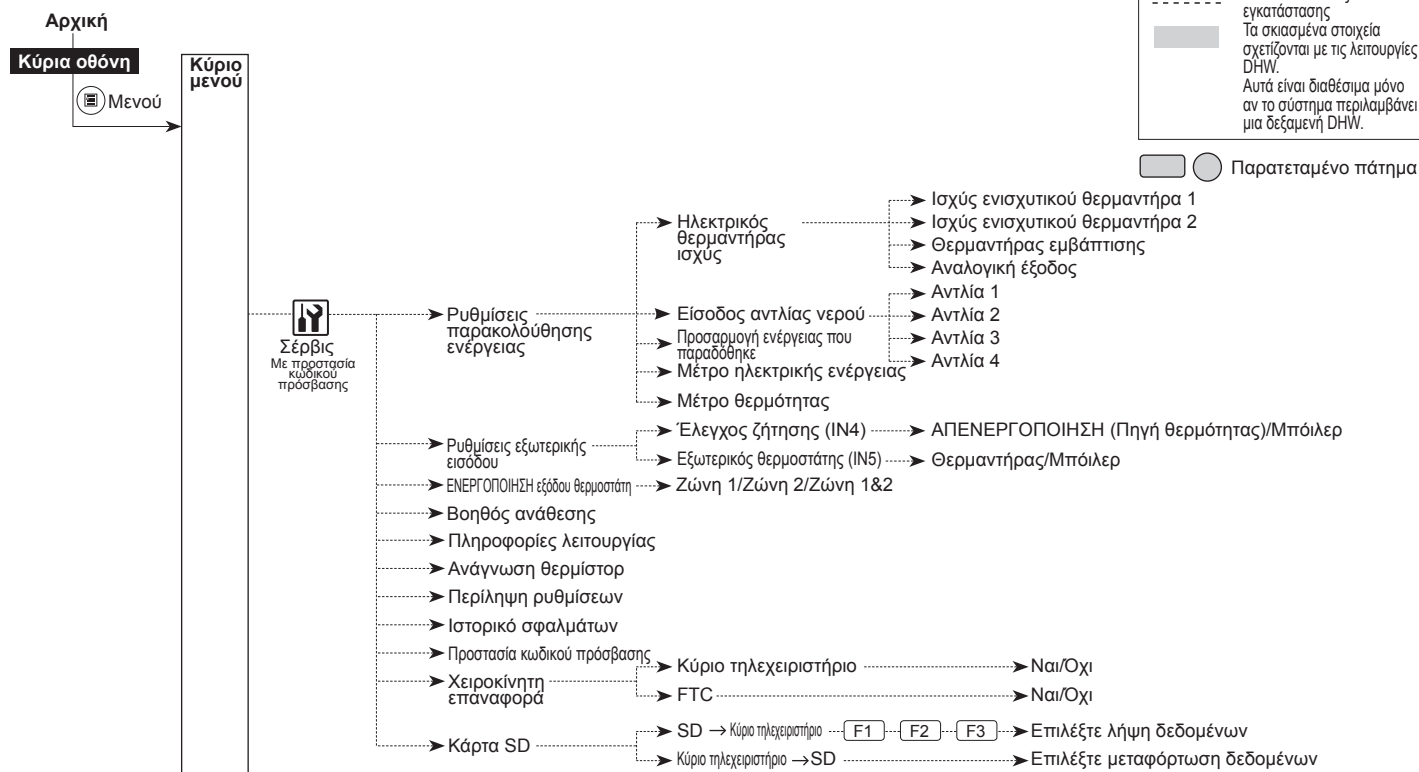 εγκατάστασης
Τα σκιασμένα στοιχεία
σχετίζονται με τις λειτουργίες
DHW.
Αυτά είναι διαθέσιμα μόνο
αν το σύστημα περιλαμβάνει
μια δεξαμενή DHW.
Παρατεταμένο πάτημα
Αρχική
Κύρια οθόνη
Μενού
Κύριο
μενού
Σέρβις
Με προστασία
κωδικού
πρόσβασης
Ρυθμίσεις
παρακολούθησης
ενέργειας
Ηλεκτρικός
θερμαντήρας
ισχύς
Ισχύς ενισχυτικού θερμαντήρα 1
Ισχύς ενισχυτικού θερμαντήρα 2
Θερμαντήρας εμβάπτισης
Αναλογική έξοδος
Είσοδος αντλίας νερού
Αντλία 1
Αντλία 2
Αντλία 3
Αντλία 4
Προσαρμογή ενέργειας που
παραδόθηκε
Μέτρο ηλεκτρικής ενέργειας
Μέτρο θερμότητας
Ρυθμίσεις εξωτερικής
εισόδου
Έλεγχος ζήτησης (IN4)
ΑΠΕΝΕΡΓΟΠΟΙΗΣΗ (Πηγή θερμότητας)/Μπόιλερ
Εξωτερικός θερμοστάτης (IN5)
Θερμαντήρας/Μπόιλερ
ΕΝΕΡΓΟΠΟΙΗΣΗ εξόδου θερμοστάτη
Ζώνη 1/Ζώνη 2/Ζώνη 1&2
Βοηθός ανάθεσης
Πληροφορίες λειτουργίας
Ανάγνωση θερμίστορ
Περίληψη ρυθμίσεων
Ιστορικό σφαλμάτων
Προστασία κωδικού πρόσβασης
Χειροκίνητη
επαναφορά
Κύριο τηλεχειριστήριο
Ναι/Όχι
FTC
Ναι/Όχι
Κάρτα SD
SD → Κύριο τηλεχειριστήριο F1 F2 F3 Επιλέξτε λήψη δεδομένων
Κύριο τηλεχειριστήριο → SD Επιλέξτε μεταφόρτωση δεδομένων